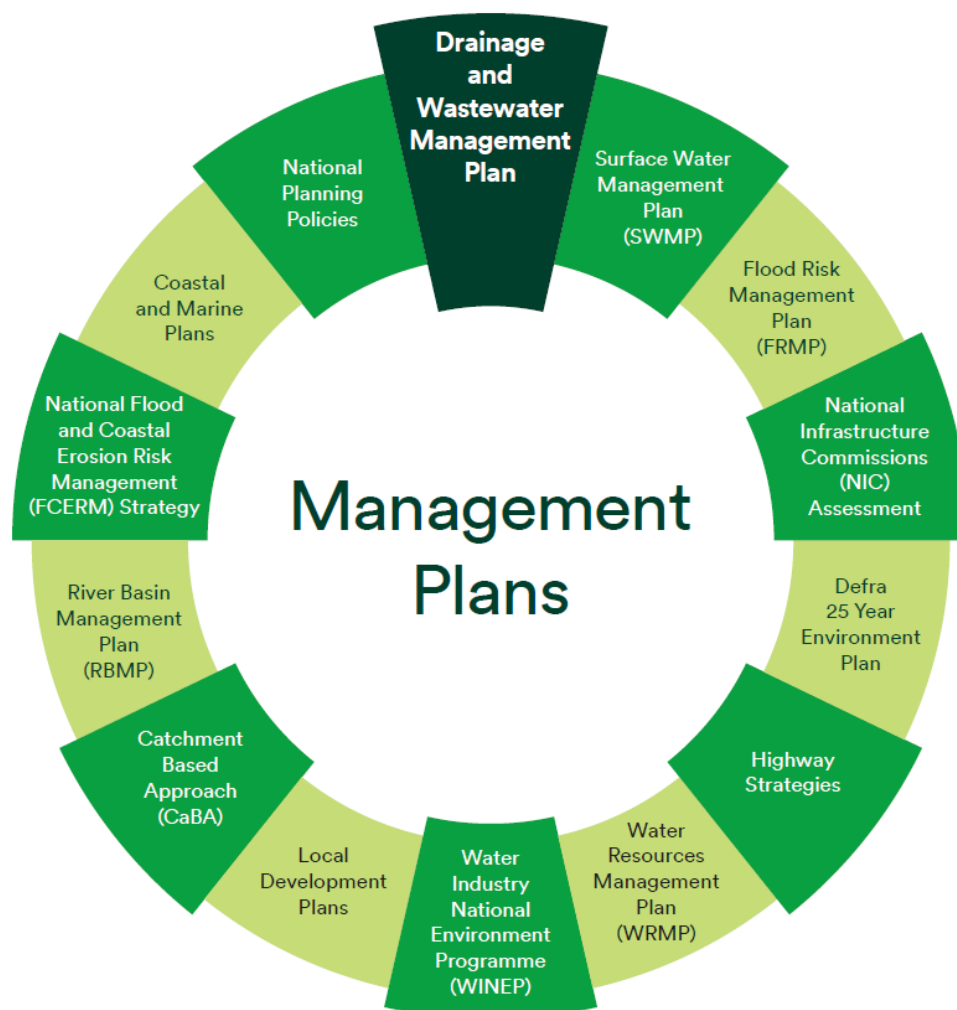 Drainage
and
Wastewater
Management
Plan
Surface Water
Management
Plan
(SWMP)
Flood Risk
Management
Plan
(FRMP)
National
Infrastructure
Commissions
(NIC)
Assessment
Defra
25 Year
Environment
Plan
Highway
Strategies
Water
Resources
Management
Plan
(WRMP)
Water
Industry
National
Environment
Programme
(WINEP)
Local
Development
Plans
Catchment
Based
Approach
(CaBA)
River Basin
Management
Plan
(RBMP)
National Flood
and Coastal
Erosion Risk
Management
(FCERM) Strategy
Coastal
and Marine
Plans
National
Planning
Policies
Management
Plans